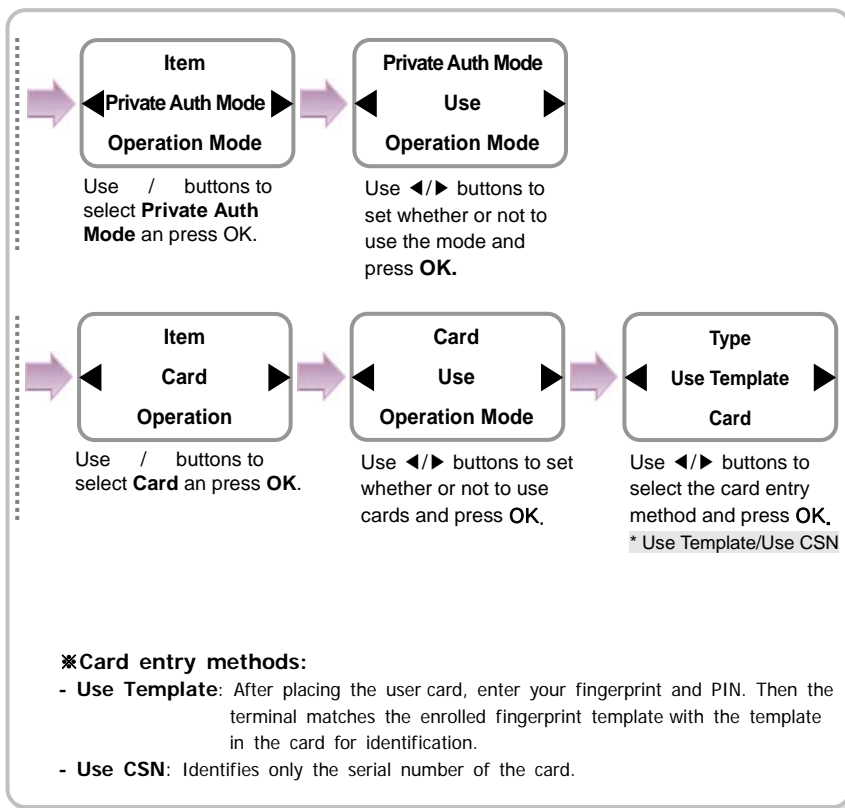 Item
◀Private Auth Mode▶
Operation Mode
Private Auth Mode
◀ Use ▶
Operation Mode
Use / buttons to
select Private Auth
Mode an press OK.
Use ◀/▶ buttons to
set whether or not to
use the mode and
press OK.
Item
◀ Card ▶
Operation
Card
◀ Use ▶
Operation Mode
Type
◀ Use Template ▶
Card
Use / buttons to
select Card an press OK.
Use ◀/▶ buttons to set
whether or not to use
cards and press OK.
Use ◀/▶ buttons to
select the card entry
method and press OK.
* Use Template/Use CSN
※Card entry methods:
- Use Template: After placing the user card, enter your fingerprint and PIN. Then the
terminal matches the enrolled fingerprint template with the template
in the card for identification.
- Use CSN: Identifies only the serial number of the card.